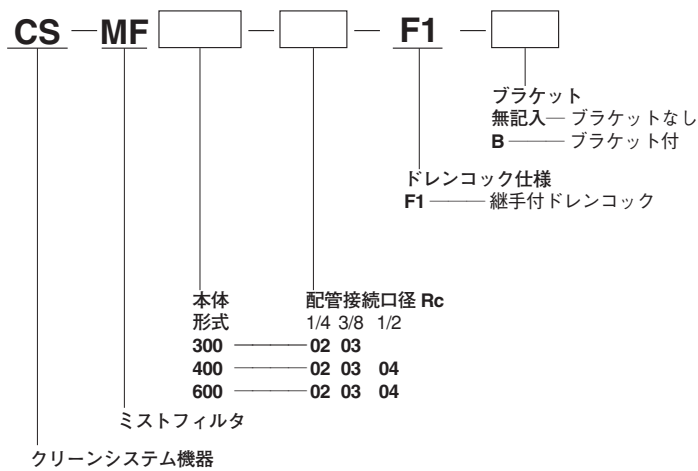 CS — MF — — F1 —
ブラケット
無記入— ブラケットなし
B —— ブラケット付
ドレンコック仕様
F1 —— 継手付ドレンコック
本体 配管接続口径 Rc
形式 1/4 3/8 1/2
300 —— 02 03
400 —— 02 03 04
600 —— 02 03 04
ミストフィルタ
クリーンシステム機器